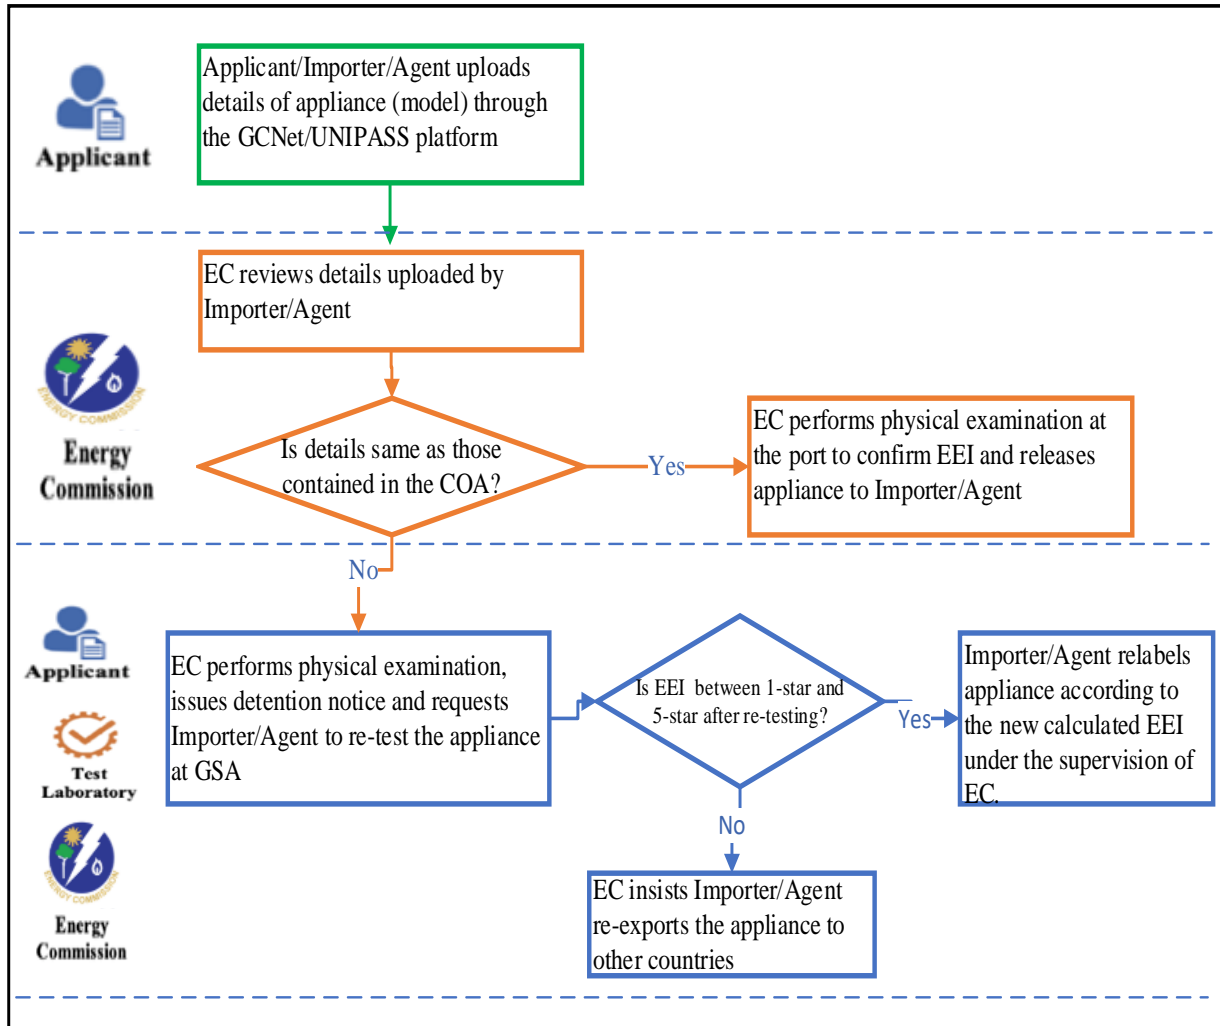 Applicant/Importer/Agent uploads
details of appliance (model) through
the GCNet/UNIPASS platform
Applicant
EC reviews details uploaded by
Importer/Agent
ENERGY COMMISSION
Energy
Commission
Is details same as those
contained in the COA?
Yes
EC performs physical examination at
the port to confirm EEI and releases
appliance to Importer/Agent
No
Applicant
Test
Laboratory
ENERGY COMMISSION
Energy
Commission
EC performs physical examination,
issues detention notice and requests
Importer/Agent to re-test the appliance
at GSA
Is EEI between 1-star and
5-star after re-testing?
Yes
Importer/Agent relabels
appliance according to
the new calculated EEI
under the supervision of
EC.
No
EC insists Importer/Agent
re-exports the appliance to
other countries